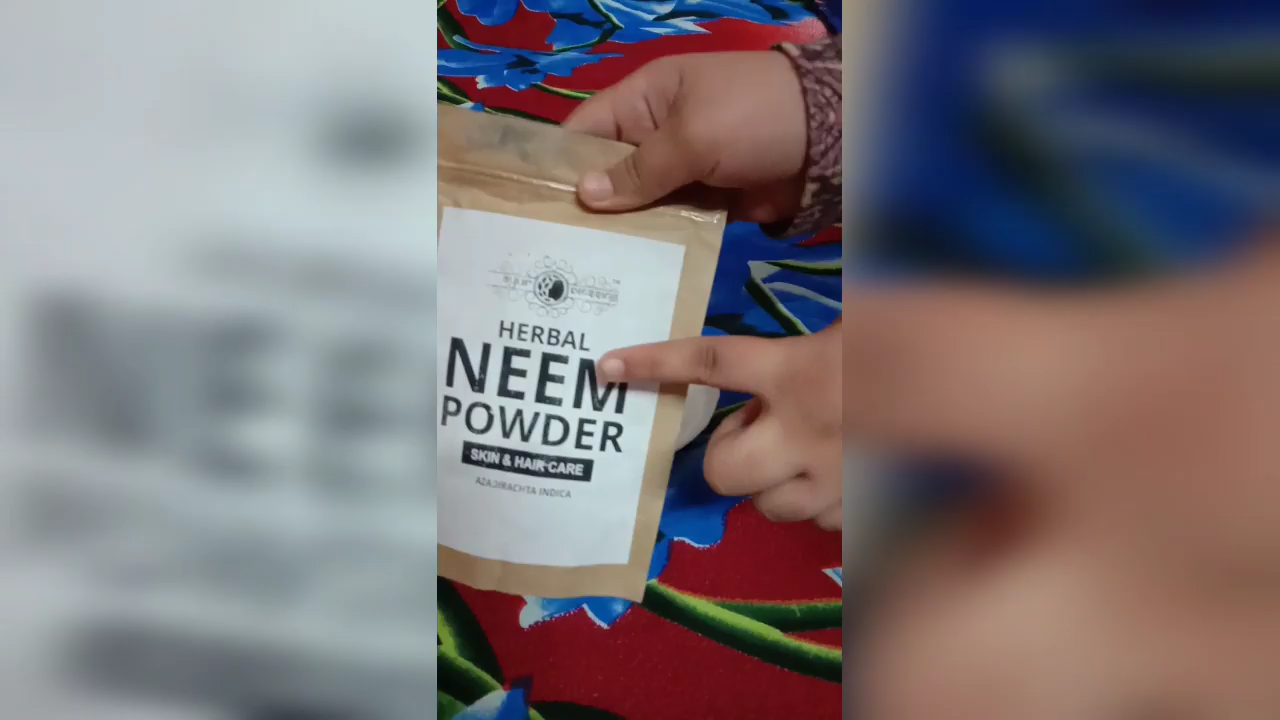 HERBAL
NEEM
POWDER
SKIN & HAIR CARE
AZADIRACHTA INDICA